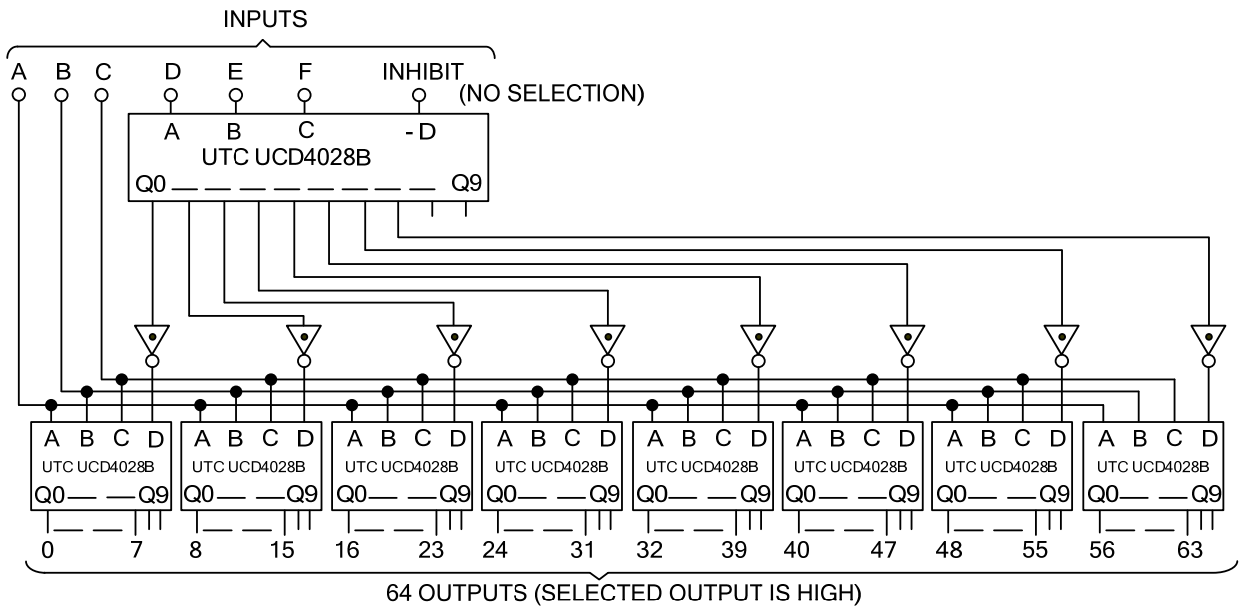 INPUTS
A B C D E F INHIBIT
(NO SELECTION)
A B C -D
UTC UCD4028B
Q0 Q9
A B C D A B C D A B C D A B C D A B C D A B C D A B C D A B C D
UTC UCD4028B UTC UCD4028B UTC UCD4028B UTC UCD4028B UTC UCD4028B UTC UCD4028B UTC UCD4028B UTC UCD4028B
Q0 Q9 Q0 Q9 Q0 Q9 Q0 Q9 Q0 Q9 Q0 Q9 Q0 Q9 Q0 Q9
0 7 8 15 16 23 24 31 32 39 40 47 48 55 56 63
64 OUTPUTS (SELECTED OUTPUT IS HIGH)